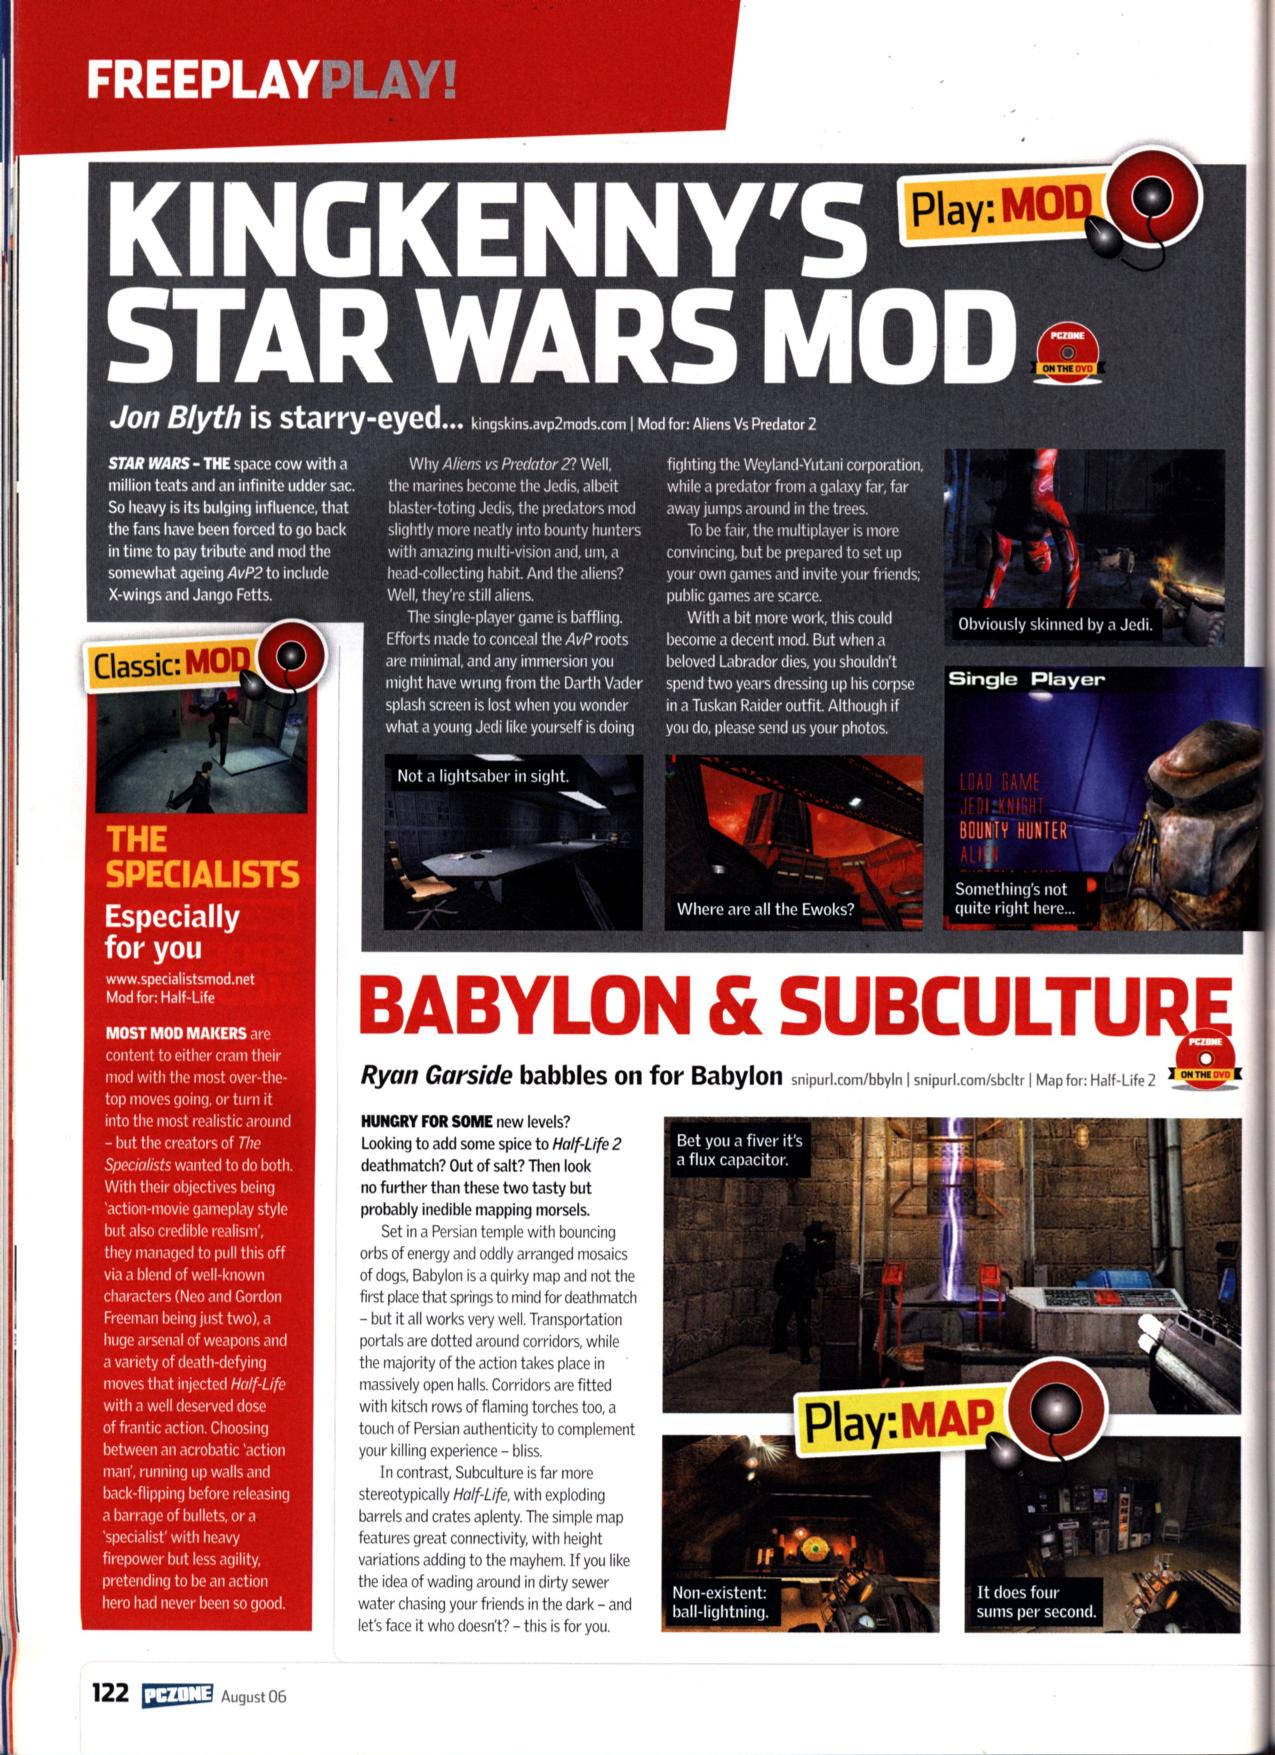 FREEPLAYPLAY!
KINGKENNY'S
STAR WARS MOD
Play: MOD
PCZONE
ON THE DVD
Jon Blyth is starry-eyed... kingskins.avp2mods.com | Mod for: Aliens Vs Predator 2
STAR WARS – THE space cow with a
million teats and an infinite udder sac.
So heavy is its bulging influence, that
the fans have been forced to go back
in time to pay tribute and mod the
somewhat ageing AvP2 to include
X-wings and Jango Fetts.
Why Aliens vs Predator 2? Well,
the marines become the Jedis, albeit
blaster-toting Jedis, the predators mod
slightly more neatly into bounty hunters
with amazing multi-vision and, um, a
head-collecting habit. And the aliens?
Well, they're still aliens.
The single-player game is baffling.
Efforts made to conceal the AvP roots
are minimal, and any immersion you
might have wrung from the Darth Vader
splash screen is lost when you wonder
what a young Jedi like yourself is doing
fighting the Weyland-Yutani corporation,
while a predator from a galaxy far, far
away jumps around in the trees.
To be fair, the multiplayer is more
convincing, but be prepared to set up
your own games and invite your friends;
public games are scarce.
With a bit more work, this could
become a decent mod. But when a
beloved Labrador dies, you shouldn't
spend two years dressing up his corpse
in a Tuskan Raider outfit. Although if
you do, please send us your photos.
Obviously skinned by a Jedi.
Single Player
LOAD GAME
JEDI KNIGHT
BOUNTY HUNTER
ALIEN
Something's not
quite right here...
Not a lightsaber in sight.
Where are all the Ewoks?
Classic: MOD
THE
SPECIALISTS
Especially
for you
www.specialistsmod.net
Mod for: Half-Life
MOST MOD MAKERS are
content to either cram their
mod with the most over-the-
top moves going, or turn it
into the most realistic around
– but the creators of The
Specialists wanted to do both.
With their objectives being
'action-movie gameplay style
but also credible realism',
they managed to pull this off
via a blend of well-known
characters (Neo and Gordon
Freeman being just two), a
huge arsenal of weapons and
a variety of death-defying
moves that injected Half-Life
with a well deserved dose
of frantic action. Choosing
between an acrobatic 'action
man', running up walls and
back-flipping before releasing
a barrage of bullets, or a
'specialist' with heavy
firepower but less agility,
pretending to be an action
hero had never been so good.
BABYLON & SUBCULTURE
PCZONE
ON THE DVD
Ryan Garside babbles on for Babylon snipurl.com/bbyln | snipurl.com/sbcltr | Map for: Half-Life 2
HUNGRY FOR SOME new levels?
Looking to add some spice to Half-Life 2
deathmatch? Out of salt? Then look
no further than these two tasty but
probably inedible mapping morsels.
Set in a Persian temple with bouncing
orbs of energy and oddly arranged mosaics
of dogs, Babylon is a quirky map and not the
first place that springs to mind for deathmatch
– but it all works very well. Transportation
portals are dotted around corridors, while
the majority of the action takes place in
massively open halls. Corridors are fitted
with kitsch rows of flaming torches too, a
touch of Persian authenticity to complement
your killing experience – bliss.
In contrast, Subculture is far more
stereotypically Half-Life, with exploding
barrels and crates aplenty. The simple map
features great connectivity, with height
variations adding to the mayhem. If you like
the idea of wading around in dirty sewer
water chasing your friends in the dark – and
let's face it who doesn't? – this is for you.
Bet you a fiver it's
a flux capacitor.
Play: MAP
Non-existent:
ball-lightning.
It does four
sums per second.
122 PCZONE August 06